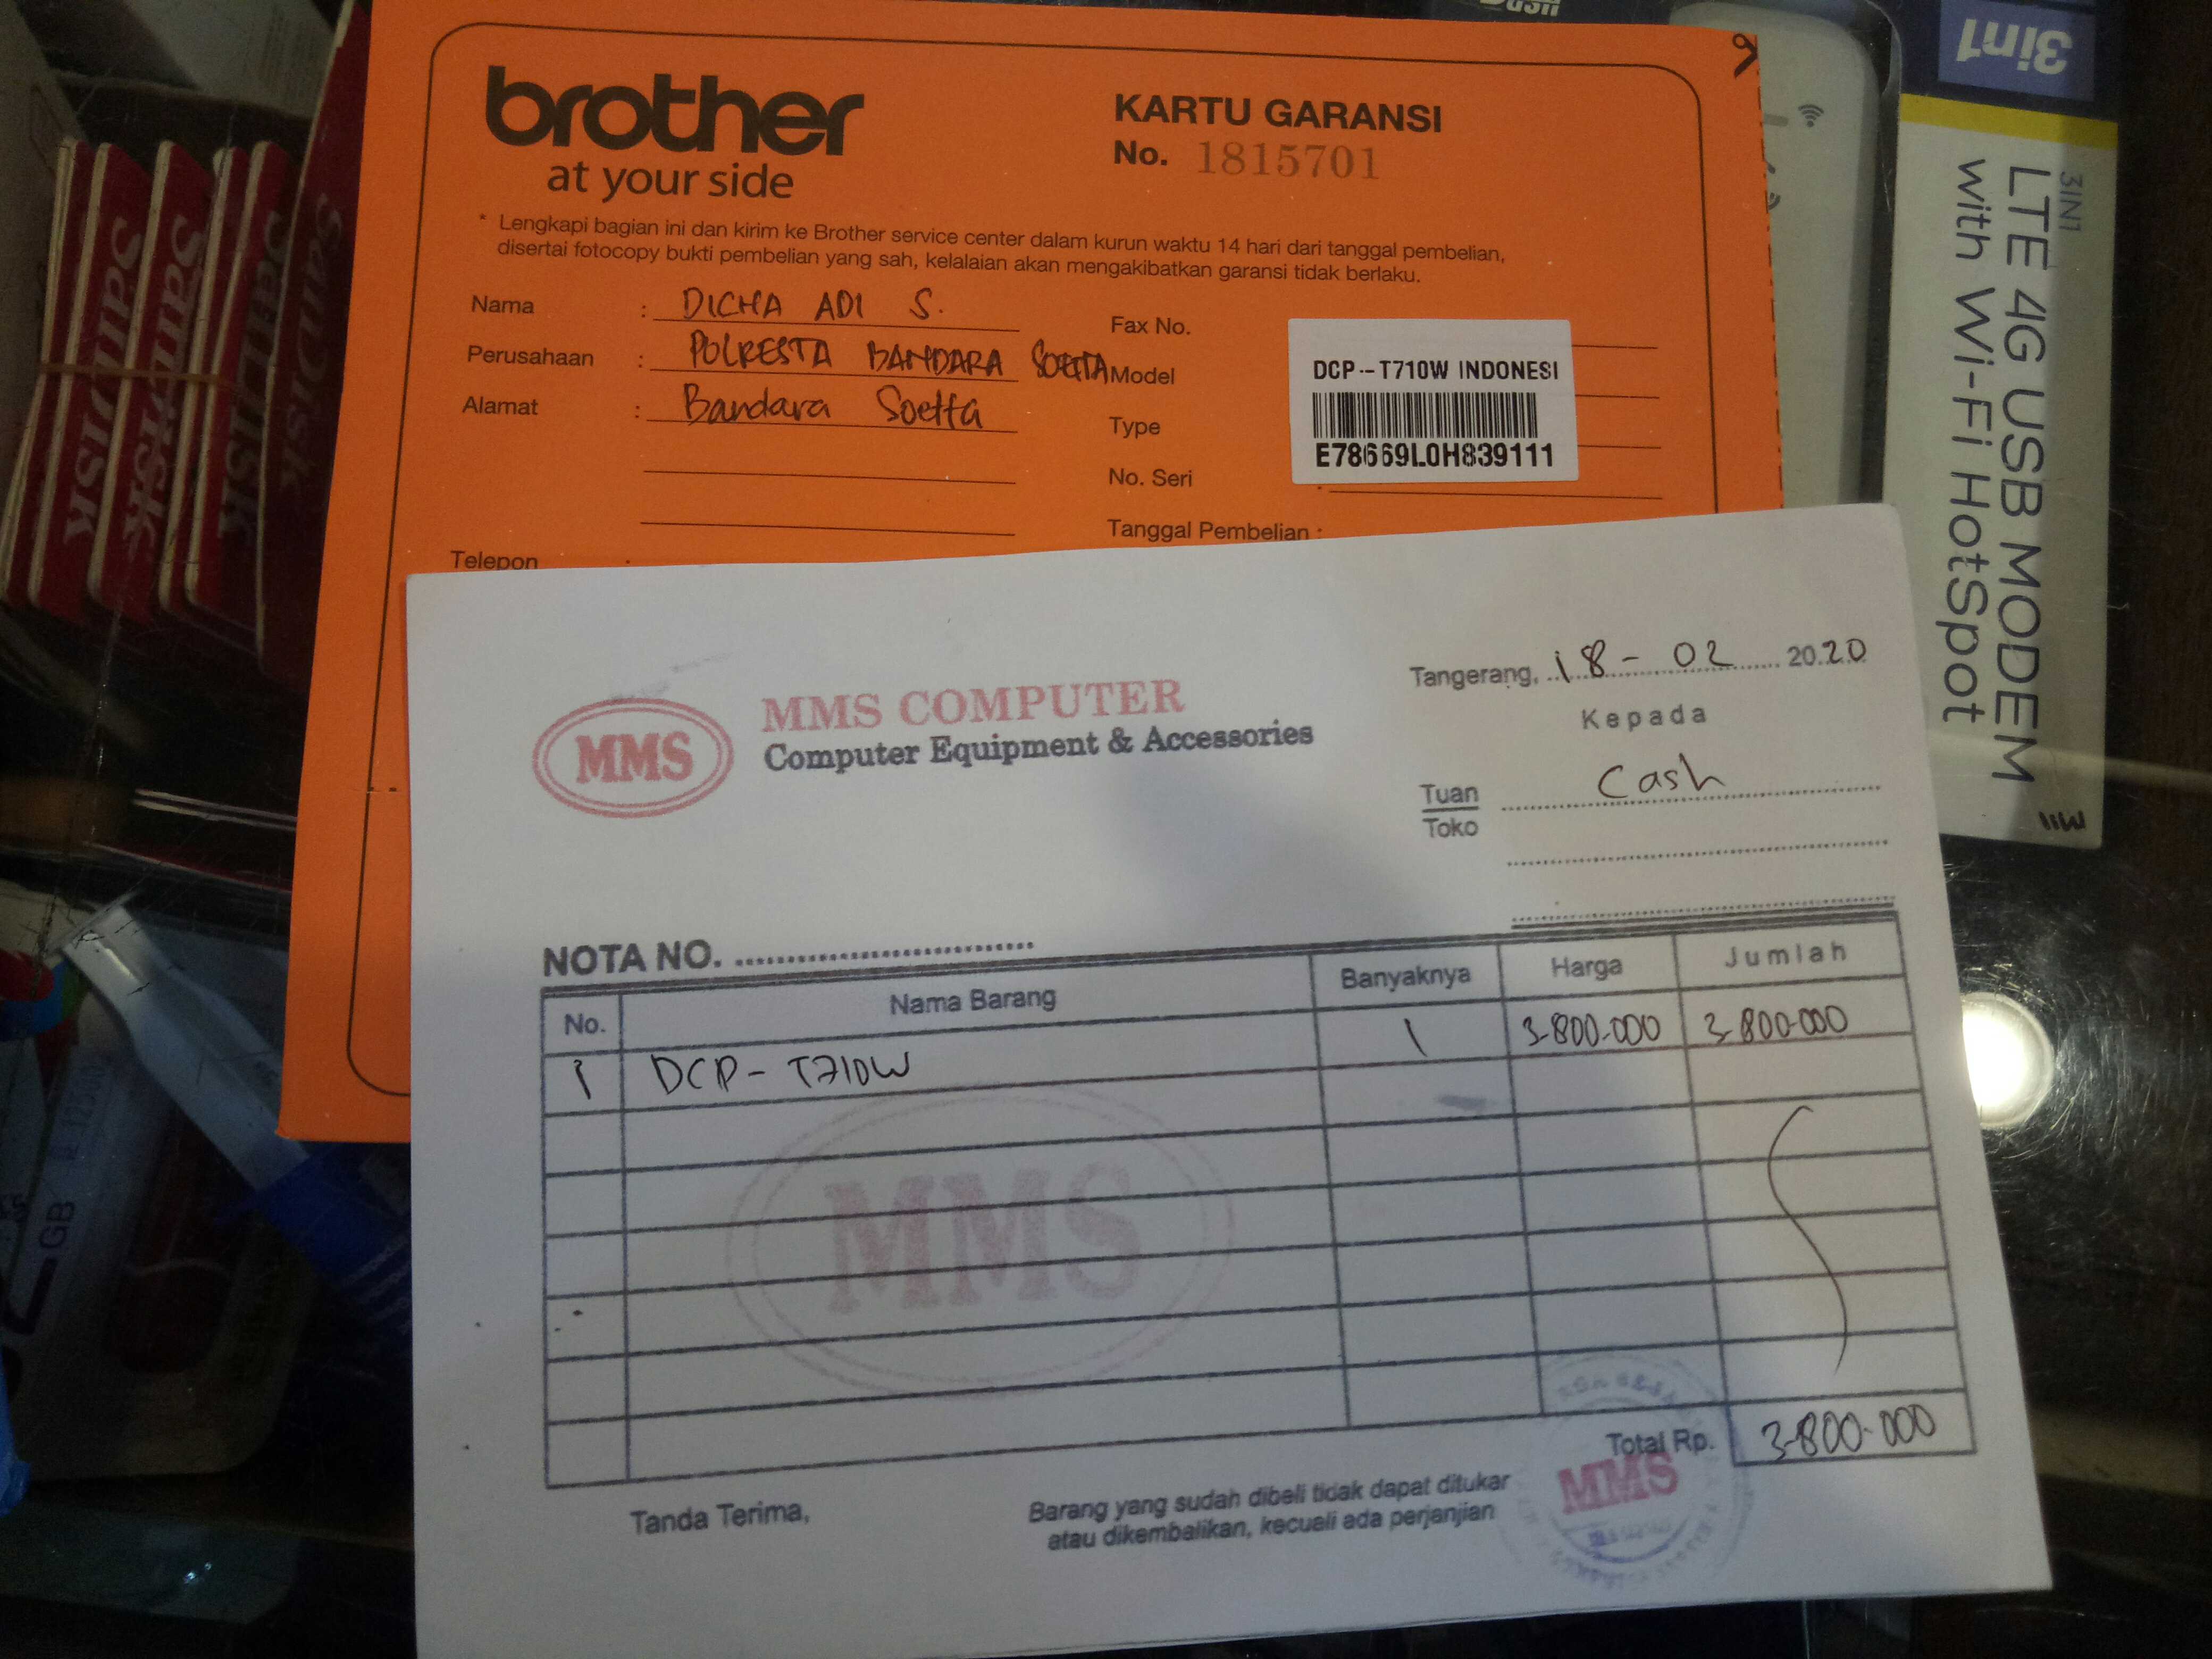 brother
at your side
KARTU GARANSI
No. 1815701
* Lengkapi bagian ini dan kirim ke Brother service center dalam kurun waktu 14 hari dari tanggal pembelian,
disertai fotocopy bukti pembelian yang sah, kelalaian akan mengakibatkan garansi tidak berlaku.
Nama : DICHA ADI S.
Perusahaan : POLRESTA BANDARA SOETTA
Alamat : Bandara Soetta
Telepon
Fax No.
Model
Type
No. Seri
Tanggal Pembelian :
DCP-T710W INDONESI
E78669L0H839111
3in1
3IN1
LTE 4G USB MODEM
with Wi-Fi HotSpot
SanDisk
SanDisk
SanDisk
SanDisk
GB
MMS
MMS COMPUTER
Computer Equipment & Accessories
Tangerang, 18 - 02 2020
Kepada
Tuan
Toko
Cash
NOTA NO.
No. Nama Barang Banyaknya Harga Jumlah
1 DCP - T710W 1 3.800.000 3.800.000
MMS
Total Rp. 3.800.000
MMS
Tanda Terima,
Barang yang sudah dibeli tidak dapat ditukar
atau dikembalikan, kecuali ada perjanjian